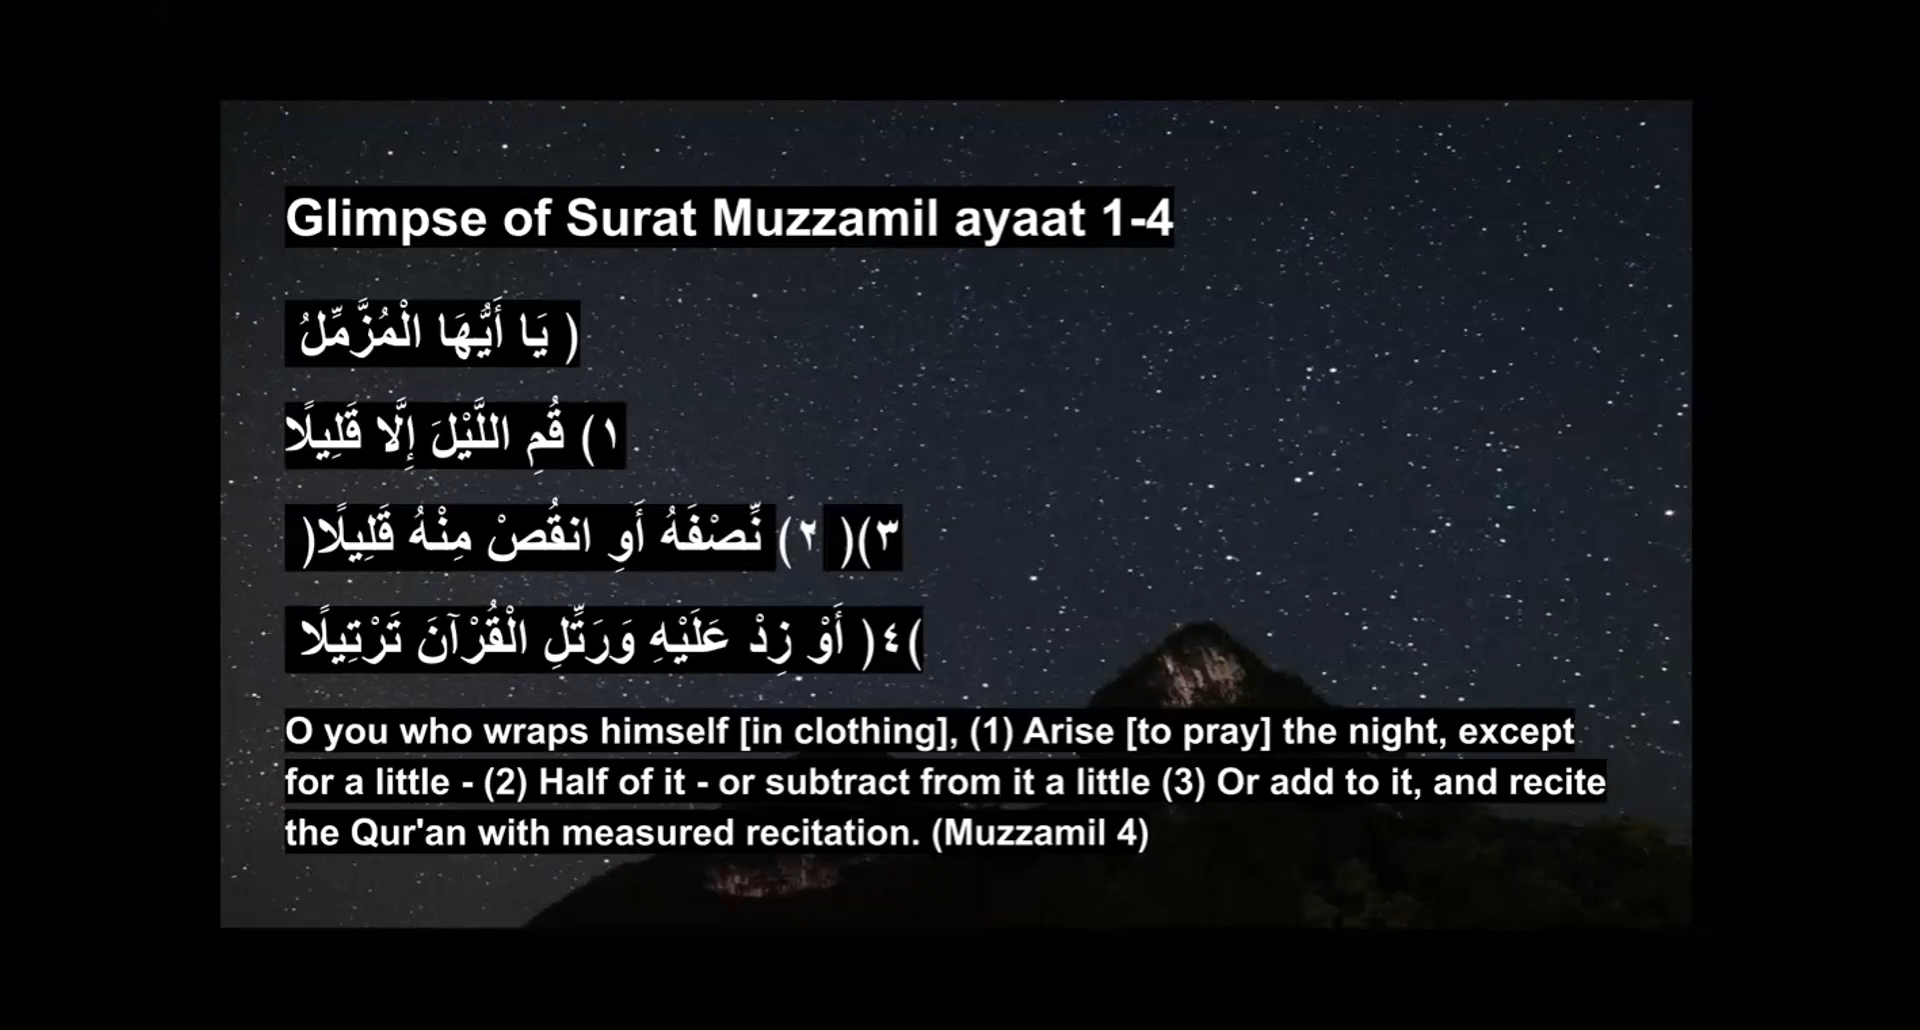 Glimpse of Surat Muzzamil ayaat 1-4
( يَا أَيُّهَا الْمُزَّمِّلُ
١) قُمِ اللَّيْلَ إِلَّا قَلِيلًا
٣)( ٢) نِّصْفَهُ أَوِ انقُصْ مِنْهُ قَلِيلًا(
)٤( أَوْ زِدْ عَلَيْهِ وَرَتِّلِ الْقُرْآنَ تَرْتِيلًا
O you who wraps himself [in clothing], (1) Arise [to pray] the night, except
for a little - (2) Half of it - or subtract from it a little (3) Or add to it, and recite
the Qur'an with measured recitation. (Muzzamil 4)